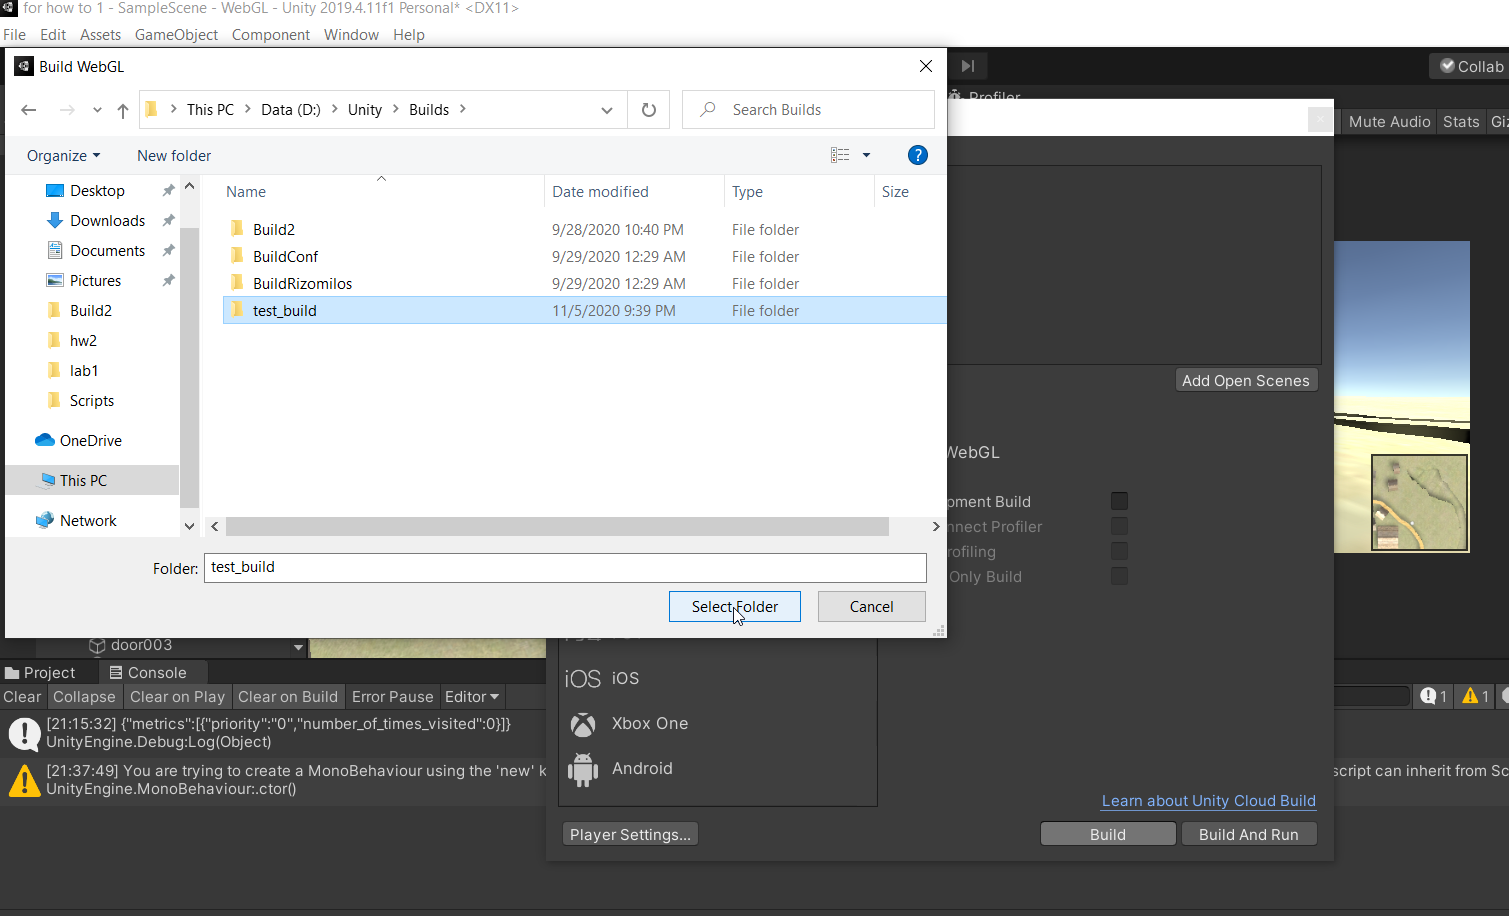 for how to 1 - SampleScene - WebGL - Unity 2019.4.11f1 Personal* <DX11>
File Edit Assets GameObject Component Window Help
Build WebGL
Collab
Profiler
This PC > Data (D:) > Unity > Builds >
Search Builds
Mute Audio Stats Giz
Organize New folder
?
Name Date modified Type Size
Desktop
Downloads
Documents
Pictures
Build2
hw2
lab1
Scripts
OneDrive
This PC
Network
Build2 9/28/2020 10:40 PM File folder
BuildConf 9/29/2020 12:29 AM File folder
BuildRizomilos 9/29/2020 12:29 AM File folder
test_build 11/5/2020 9:39 PM File folder
Folder: test_build
Select Folder Cancel
Add Open Scenes
WebGL
pment Build
nnect Profiler
rofiling
Only Build
door003
Project Console
Clear Collapse Clear on Play Clear on Build Error Pause Editor
1 1
[21:15:32] {"metrics":[{"priority":"0","number_of_times_visited":0}]}
UnityEngine.Debug:Log(Object)
[21:37:49] You are trying to create a MonoBehaviour using the 'new' k
script can inherit from Sc
UnityEngine.MonoBehaviour:.ctor()
iOS iOS
Xbox One
Android
Learn about Unity Cloud Build
Player Settings... Build Build And Run